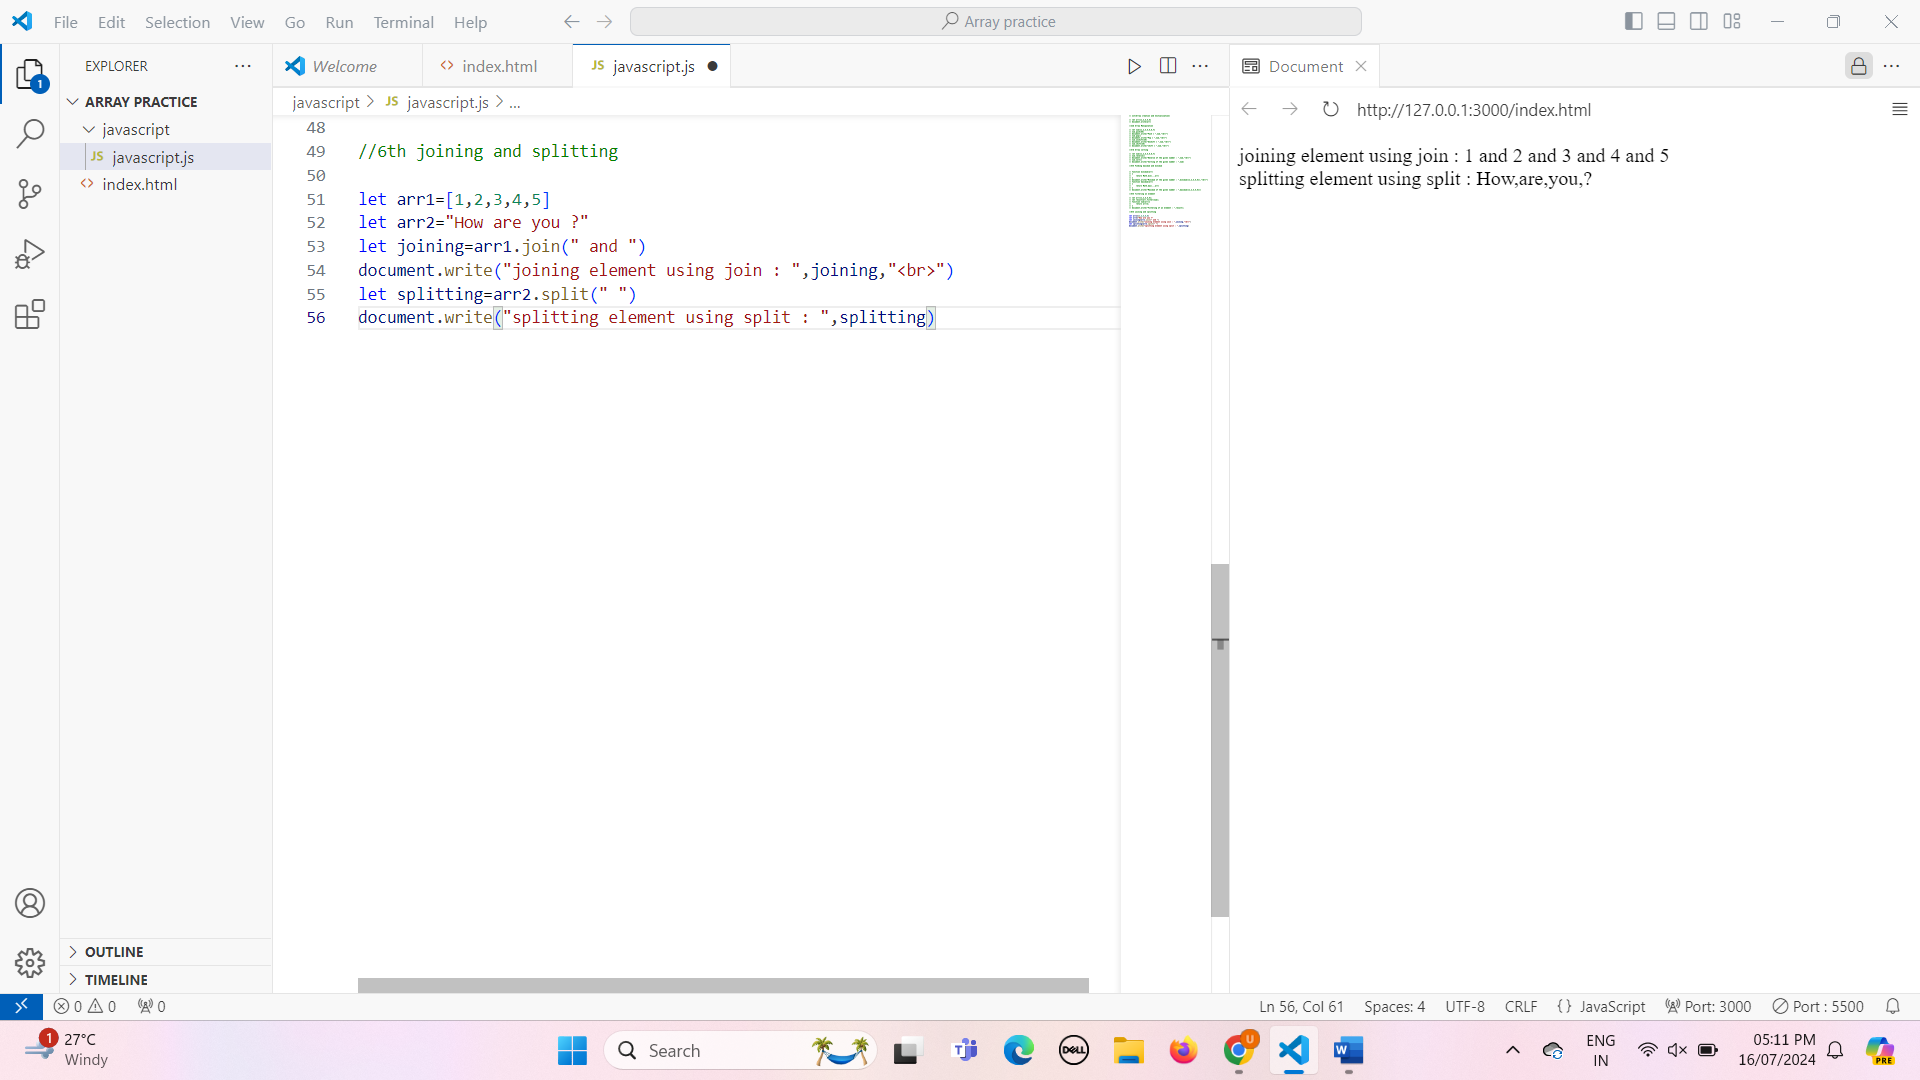 File Edit Selection View Go Run Terminal Help
Array practice
EXPLORER
Welcome
index.html
JS javascript.js
Document
1
ARRAY PRACTICE
javascript
JS javascript.js
index.html
javascript > JS javascript.js > ...
http://127.0.0.1:3000/index.html
48
49 //6th joining and splitting
50
51 let arr1=[1,2,3,4,5]
52 let arr2="How are you ?"
53 let joining=arr1.join(" and ")
54 document.write("joining element using join : ",joining,"<br>")
55 let splitting=arr2.split(" ")
56 document.write("splitting element using split : ",splitting)
joining element using join : 1 and 2 and 3 and 4 and 5
splitting element using split : How,are,you,?
OUTLINE
TIMELINE
0 0 0
Ln 56, Col 61 Spaces: 4 UTF-8 CRLF {} JavaScript Port: 3000 Port : 5500
1
27°C
Windy
Search
DELL
U
W
PRE
ENG
IN
05:11 PM
16/07/2024